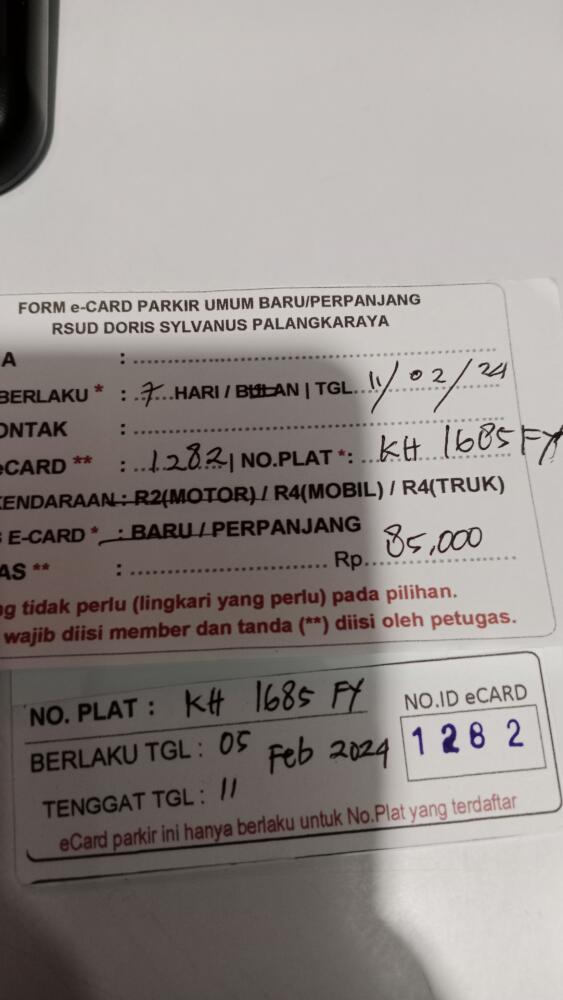 FORM e-CARD PARKIR UMUM BARU/PERPANJANG
RSUD DORIS SYLVANUS PALANGKARAYA
A : ..........
BERLAKU * : 7 HARI / BULAN | TGL 11/02/24
ONTAK : ..........
eCARD ** : 1282 | NO.PLAT *: KH 1685 FY
KENDARAAN : R2(MOTOR) / R4(MOBIL) / R4(TRUK)
E-CARD * : BARU / PERPANJANG
AS ** : .......... Rp. 85,000
ng tidak perlu (lingkari yang perlu) pada pilihan.
wajib diisi member dan tanda (**) diisi oleh petugas.
NO. PLAT : KH 1685 FY
NO.ID eCARD
BERLAKU TGL : 05 Feb 2024
1282
TENGGAT TGL : 11
eCard parkir ini hanya berlaku untuk No.Plat yang terdaftar